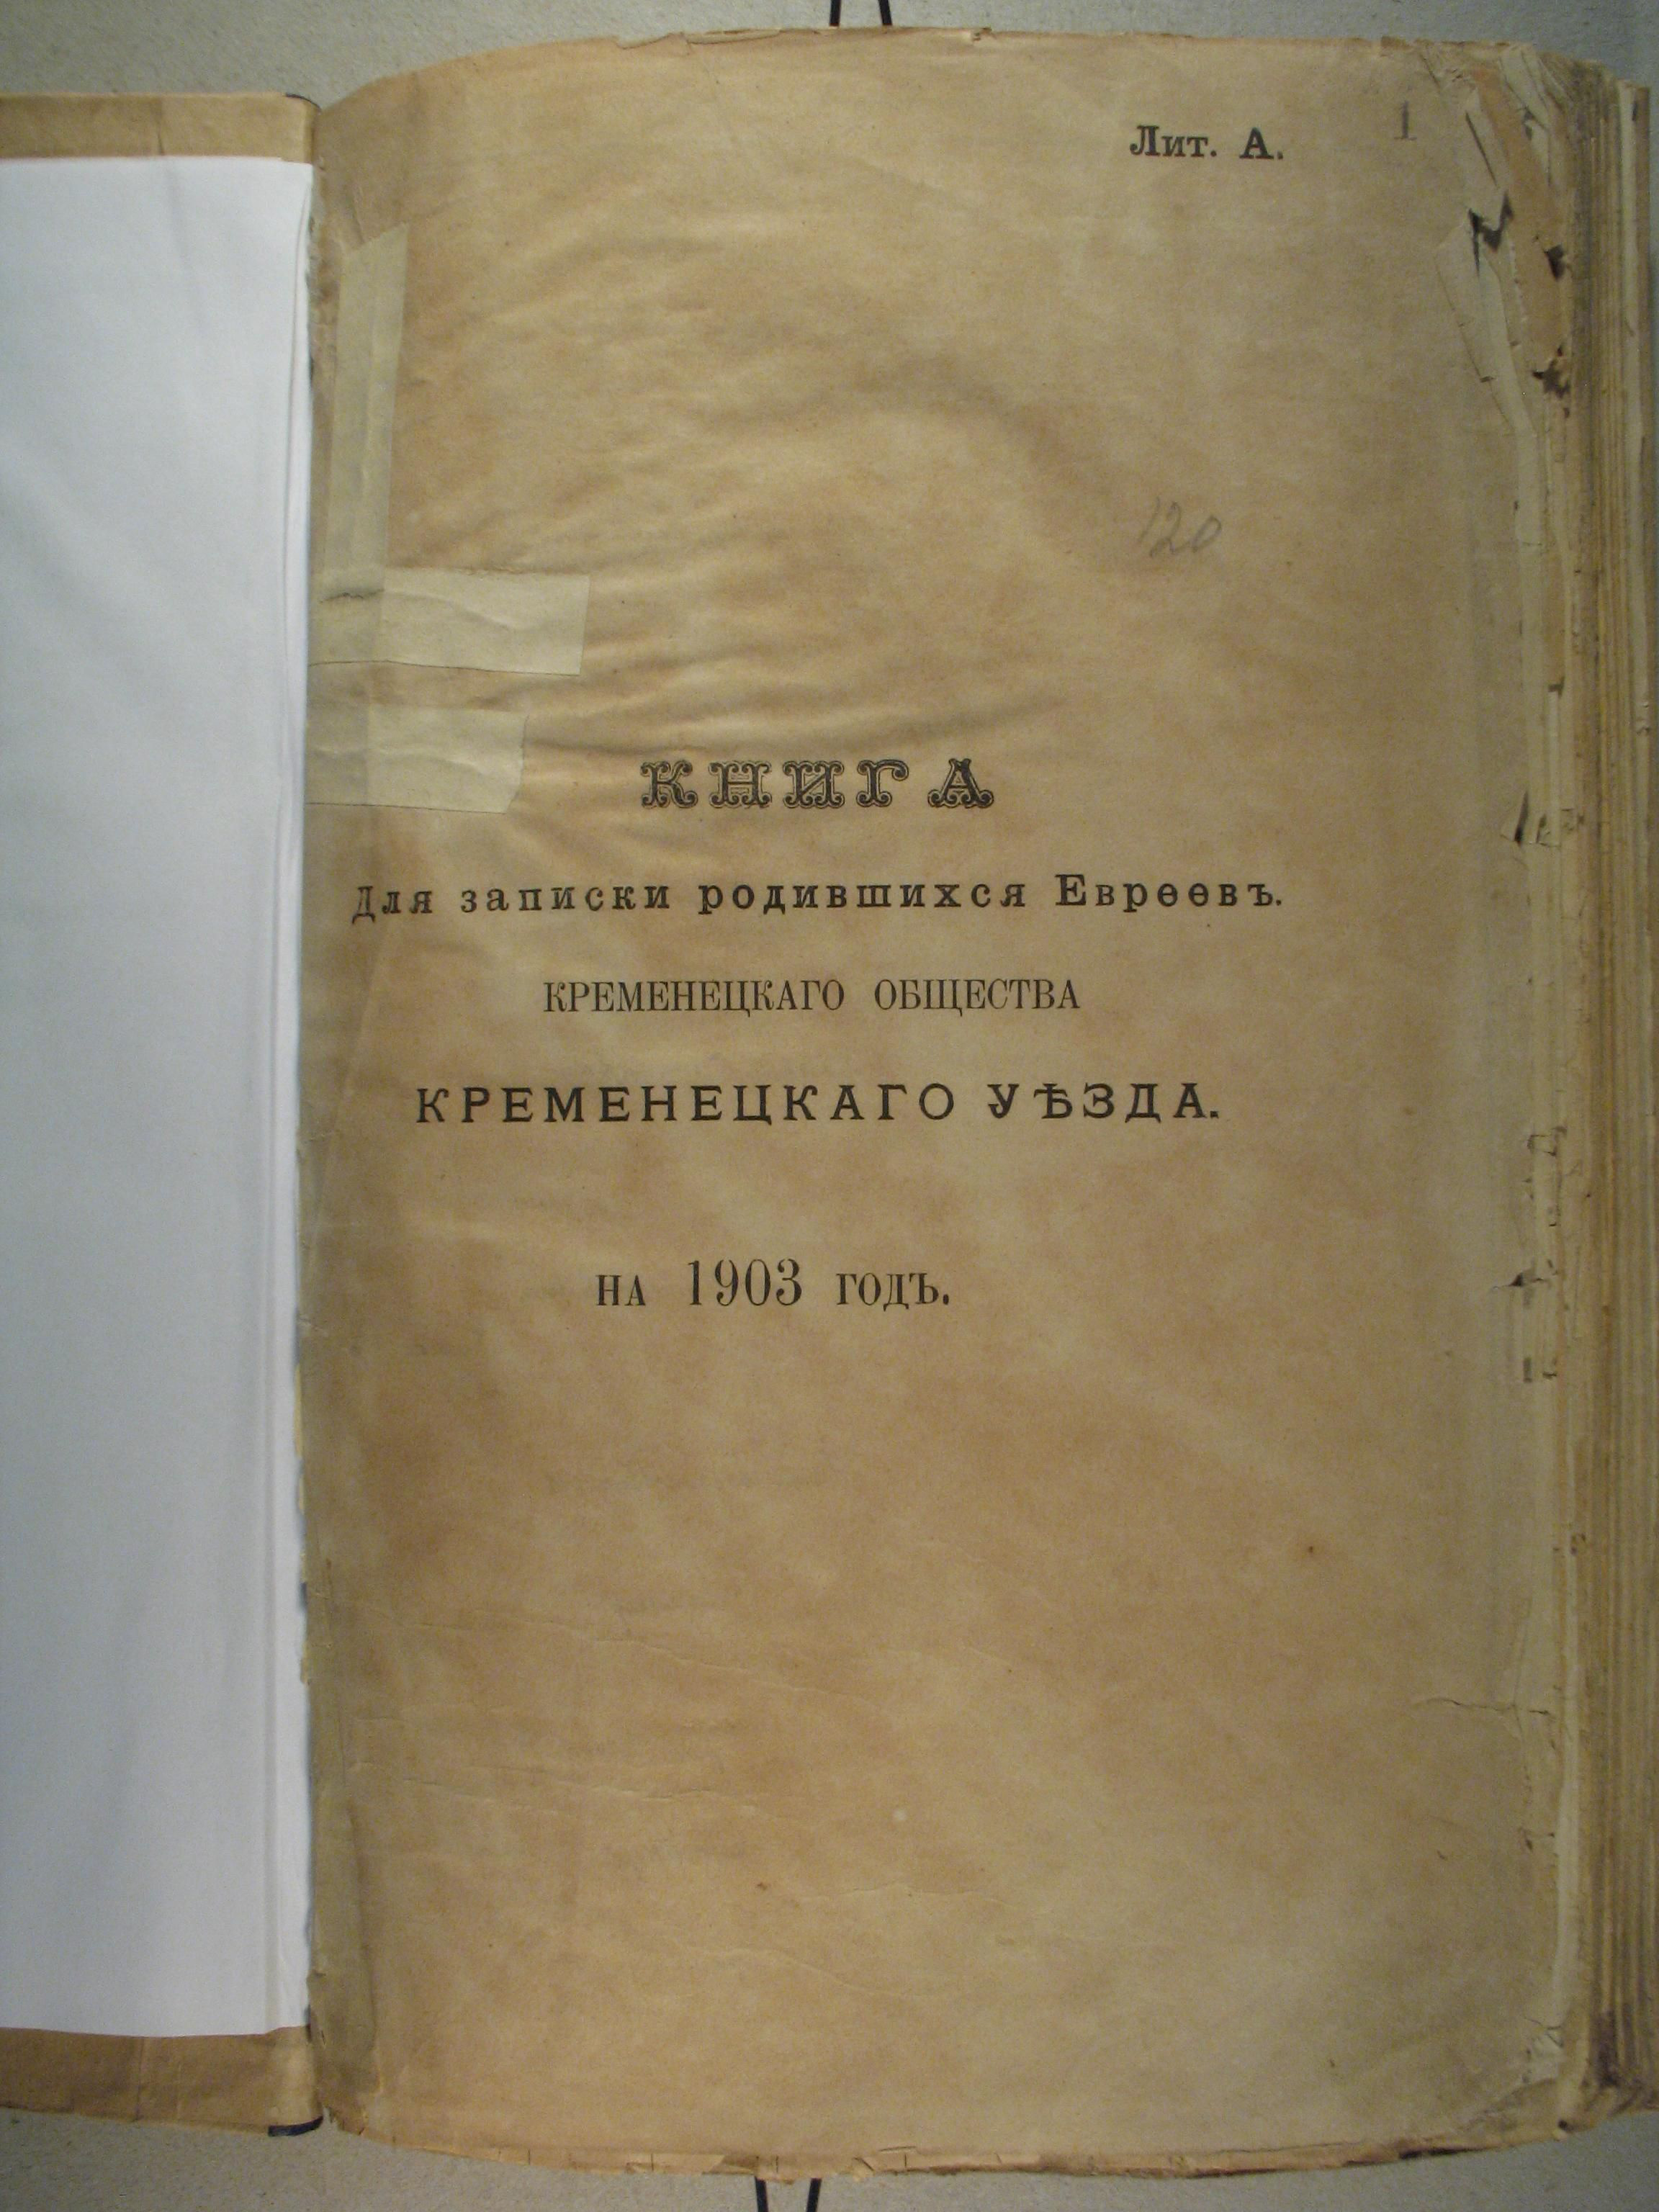 Лит. А.
1
120
КНИГА
Для записки родившихся Евреевъ.
КРЕМЕНЕЦКАГО ОБЩЕСТВА
КРЕМЕНЕЦКАГО УѢЗДА.
НА 1903 ГОДЪ.